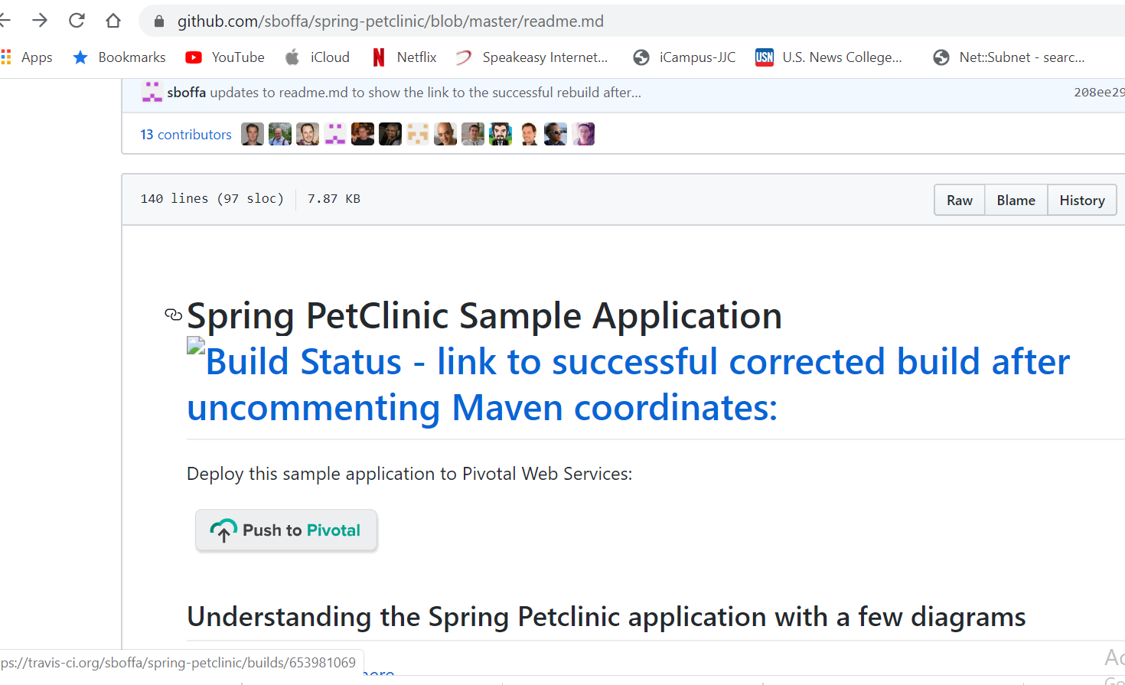 github.com/sboffa/spring-petclinic/blob/master/readme.md
Apps Bookmarks YouTube iCloud Netflix Speakeasy Internet... iCampus-JJC USN U.S. News College... Net::Subnet - searc...
sboffa updates to readme.md to show the link to the successful rebuild after... 208ee29
13 contributors
140 lines (97 sloc) 7.87 KB Raw Blame History
Spring PetClinic Sample Application
Build Status - link to successful corrected build after
uncommenting Maven coordinates:
Deploy this sample application to Pivotal Web Services:
Push to Pivotal
Understanding the Spring Petclinic application with a few diagrams
ps://travis-ci.org/sboffa/spring-petclinic/builds/653981069